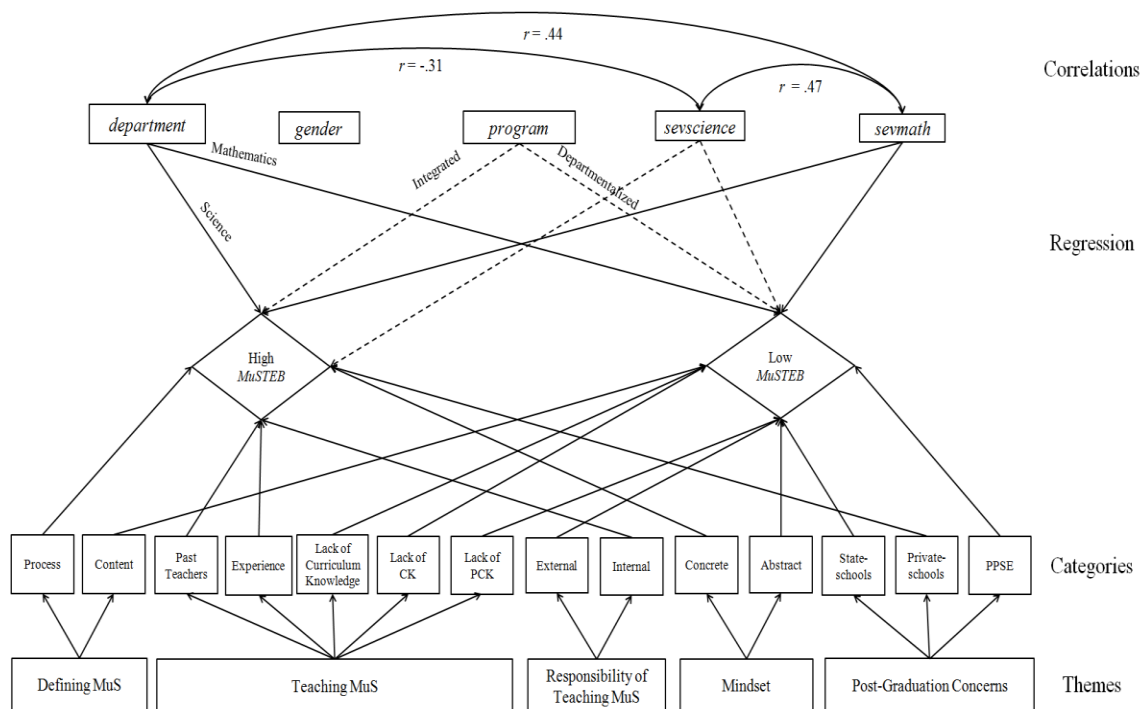 r = .44
Correlations
r = -.31
r = .47
department
gender
program
sevscience
sevmath
Mathematics
Integrated
Departmentalized
Science
Regression
High
MuSTEB
Low
MuSTEB
Process
Content
Past
Teachers
Experience
Lack of
Curriculum
Knowledge
Lack of
CK
Lack of
PCK
External
Internal
Concrete
Abstract
State-
schools
Private-
schools
PPSE
Categories
Defining MuS
Teaching MuS
Responsibility of
Teaching MuS
Mindset
Post-Graduation Concerns
Themes